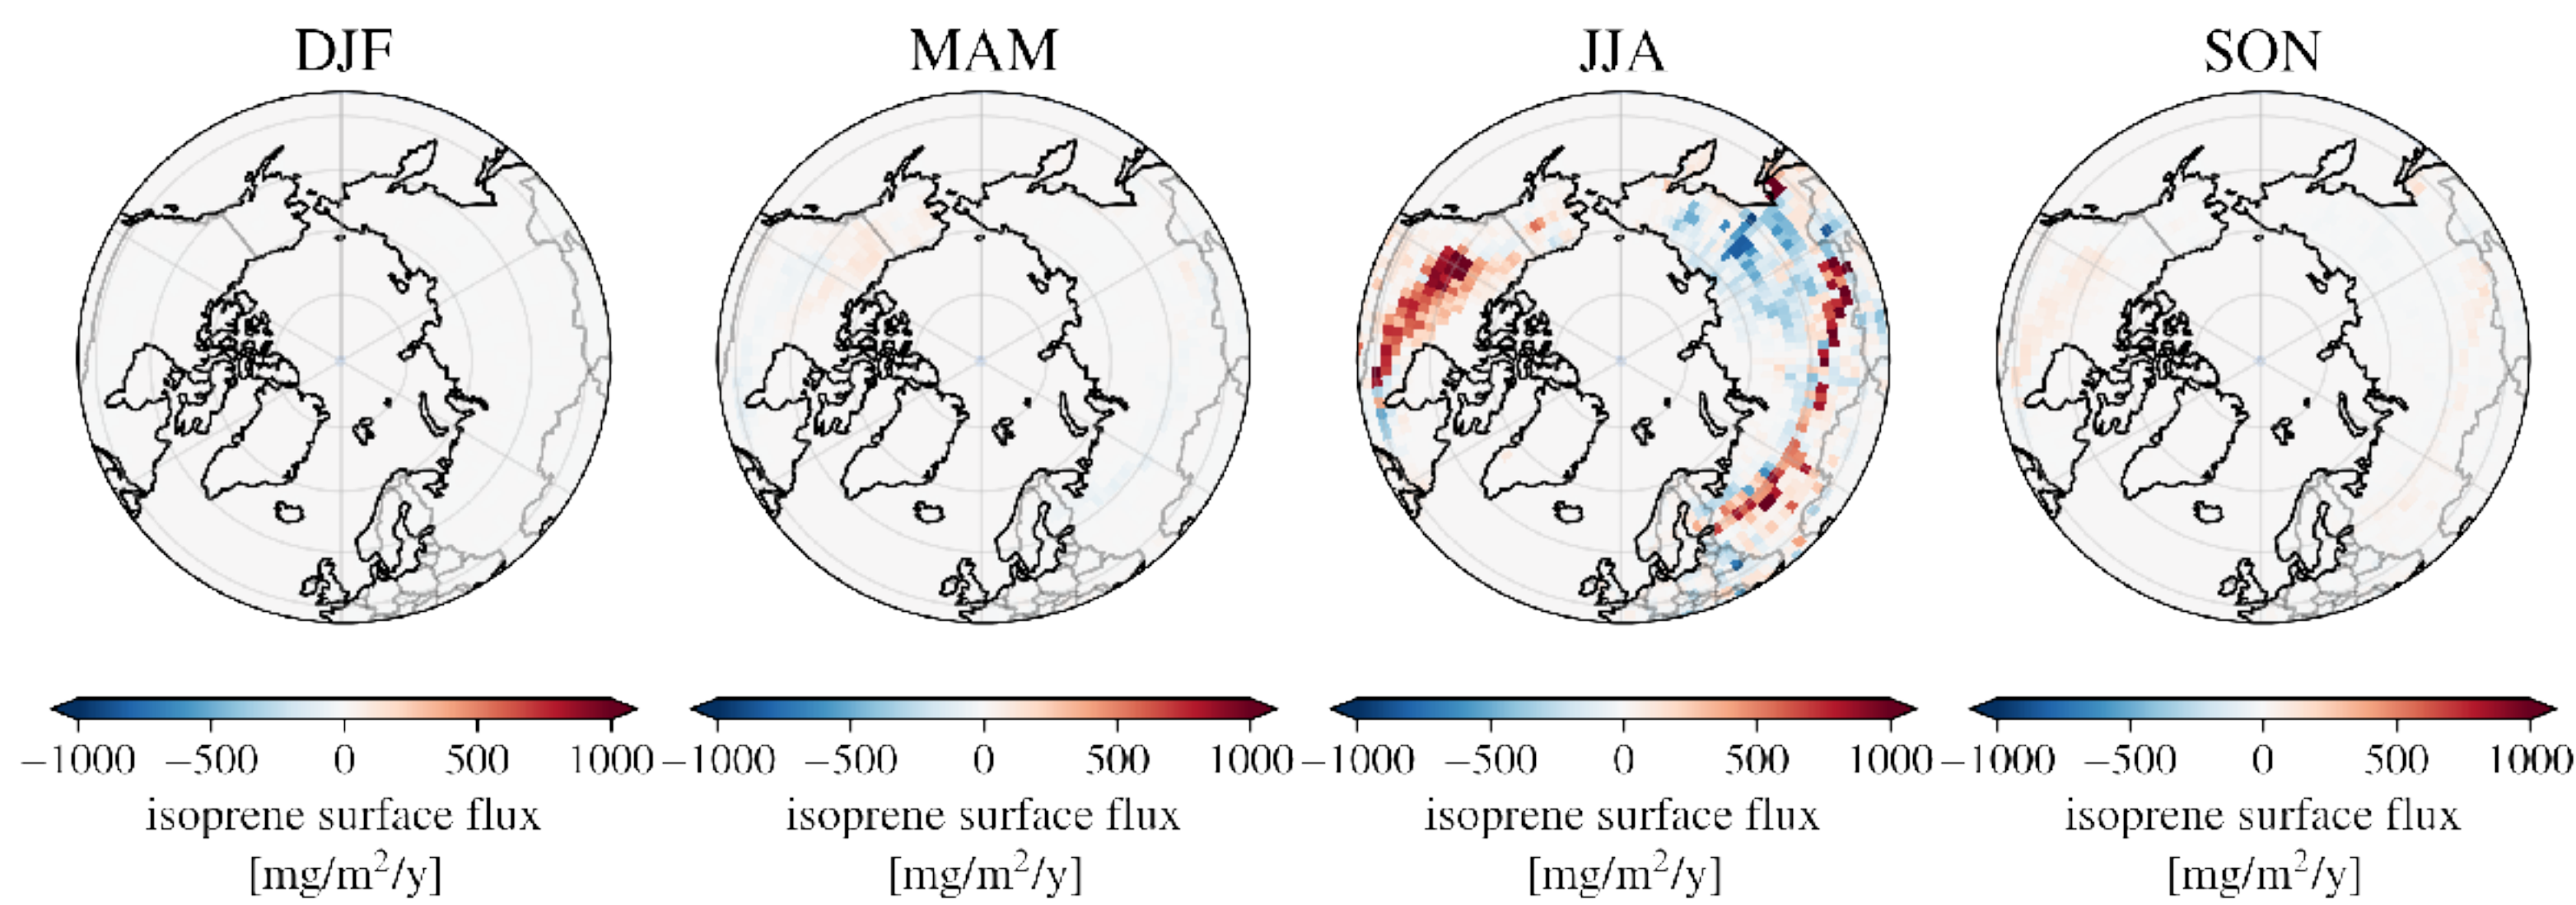 DJF MAM JJA SON
−1000 −500 0 500 1000 −1000 −500 0 500 1000 −1000 −500 0 500 1000 −1000 −500 0 500 1000
isoprene surface flux isoprene surface flux isoprene surface flux isoprene surface flux
[mg/m²/y] [mg/m²/y] [mg/m²/y] [mg/m²/y]